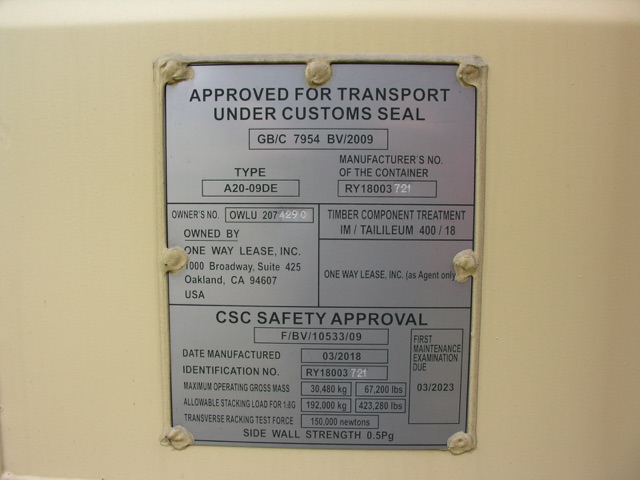 APPROVED FOR TRANSPORT
UNDER CUSTOMS SEAL
GB/C 7954 BV/2009
TYPE
A20-09DE
MANUFACTURER'S NO.
OF THE CONTAINER
RY18003 721
OWNER'S NO. OWLU 207 429 0
OWNED BY
ONE WAY LEASE, INC.
1000 Broadway, Suite 425
Oakland, CA 94607
USA
TIMBER COMPONENT TREATMENT
IM / TAILILEUM 400 / 18
ONE WAY LEASE, INC. (as Agent only)
CSC SAFETY APPROVAL
F/BV/10533/09
DATE MANUFACTURED 03/2018
IDENTIFICATION NO. RY18003 721
MAXIMUM OPERATING GROSS MASS 30,480 kg 67,200 lbs
ALLOWABLE STACKING LOAD FOR 1.8G 192,000 kg 423,280 lbs
TRANSVERSE RACKING TEST FORCE 150,000 newtons
SIDE WALL STRENGTH 0.5Pg
FIRST
MAINTENANCE
EXAMINATION
DUE
03/2023